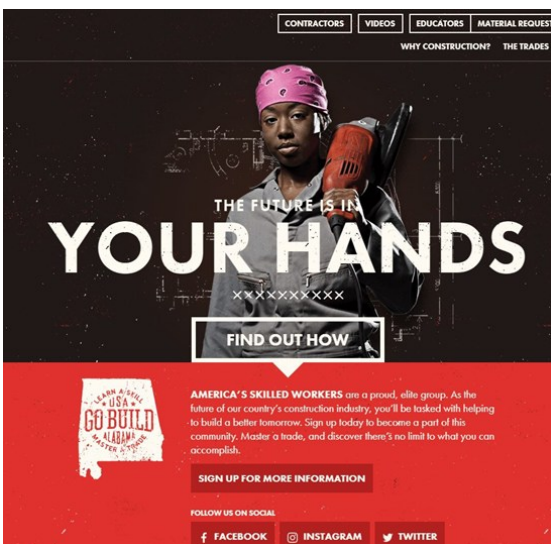 CONTRACTORS
VIDEOS
EDUCATORS
MATERIAL REQUEST
WHY CONSTRUCTION?
THE TRADES
THE FUTURE IS IN
YOUR HANDS
××××××××××
FIND OUT HOW
LEARN A SKILL
USA
GO BUILD
ALABAMA
MASTER A TRADE
AMERICA'S SKILLED WORKERS are a proud, elite group. As the
future of our country's construction industry, you'll be tasked with helping
to build a better tomorrow. Sign up today to become a part of this
community. Master a trade, and discover there's no limit to what you can
accomplish.
SIGN UP FOR MORE INFORMATION
FOLLOW US ON SOCIAL
FACEBOOK
INSTAGRAM
TWITTER